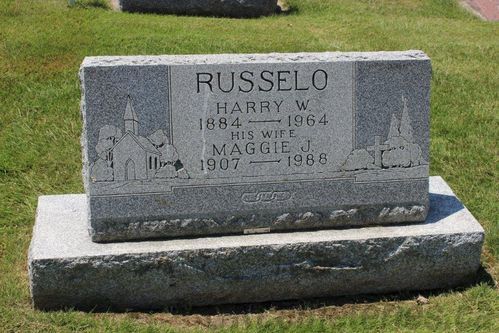 RUSSELO
HARRY W.
1884 — 1964
HIS WIFE
MAGGIE J.
1907 — 1988